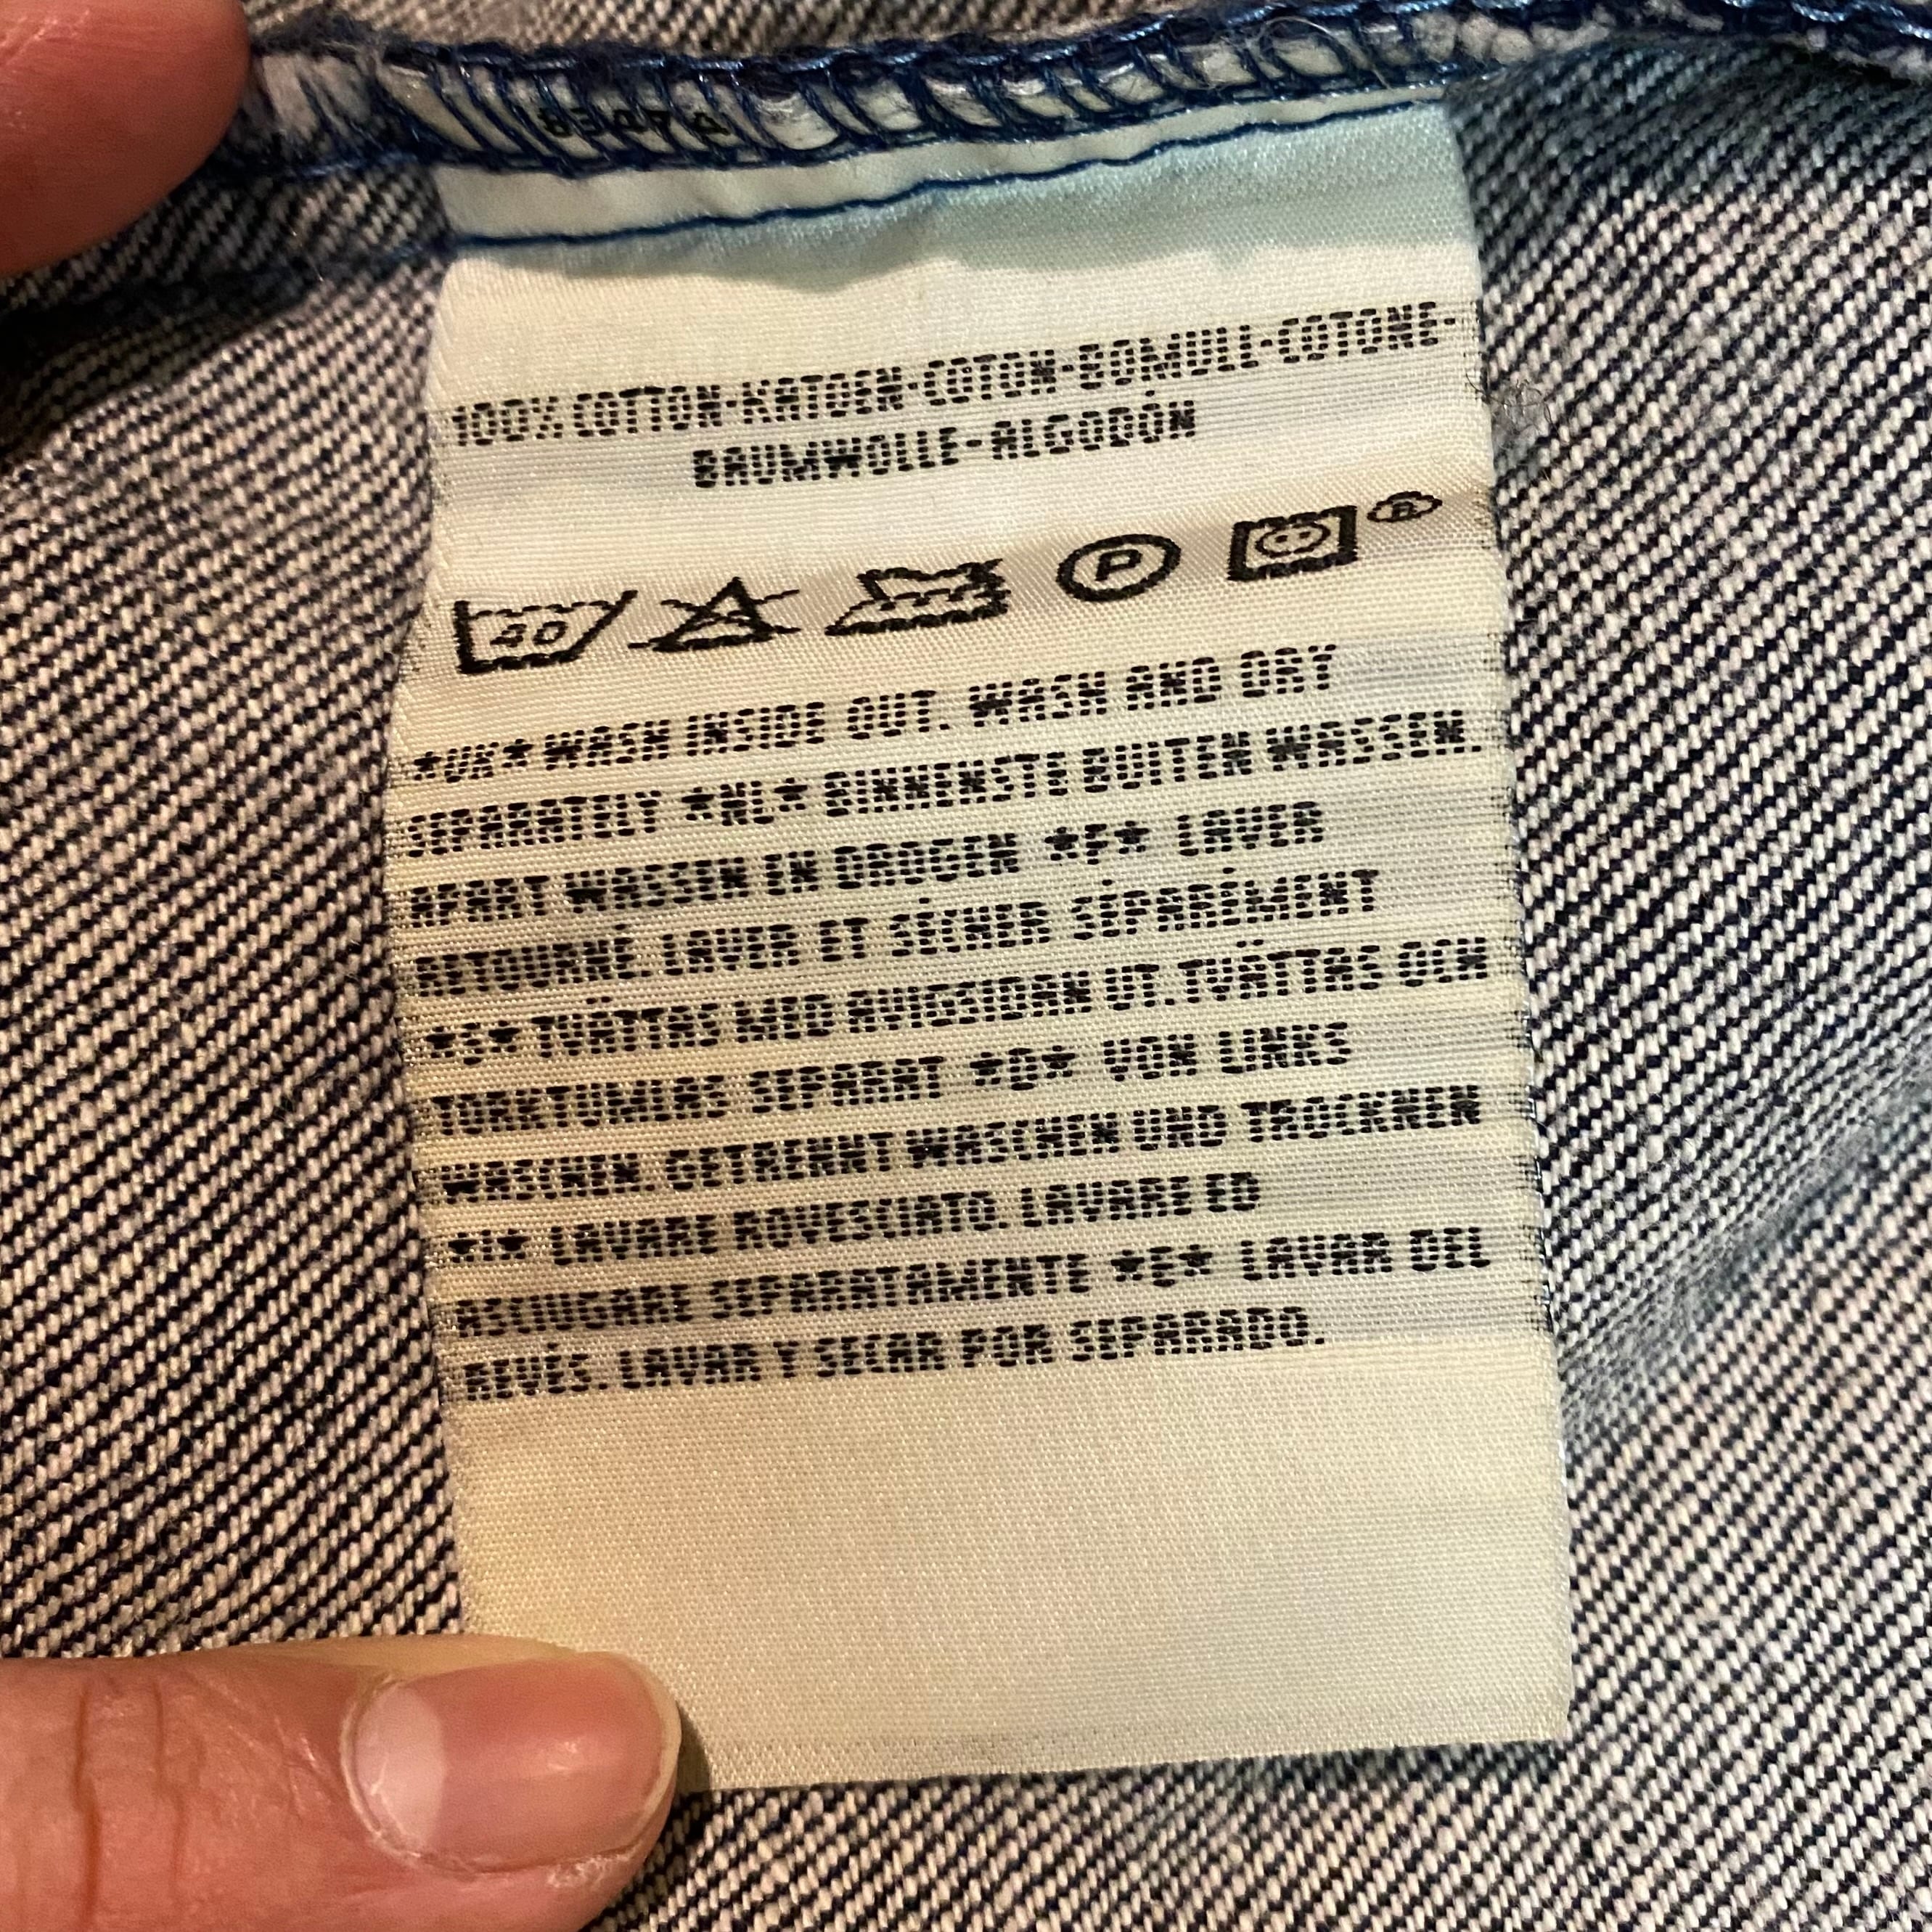 100% COTTON-KATOEN-COTON-BOMULL-COTONE-
BAUMWOLLE-ALGODÓN
40 P R
*UK* WASH INSIDE OUT. WASH AND DRY
SEPARATELY *NL* BINNENSTE BUITEN WASSEN.
APART WASSEN EN DROGEN *F* LAVER
RETOURNÉ. LAVER ET SÉCHER SÉPARÉMENT
*S* TVÄTTAS MED AVIGSIDAN UT.TVÄTTAS OCH
TORKTUMLAS SEPARAT *D* VON LINKS
WASCHEN. GETRENNT WASCHEN UND TROCKNEN
*I* LAVARE ROVESCIATO. LAVARE ED
ASCIUGARE SEPARATAMENTE *E* LAVAR DEL
REVÉS. LAVAR Y SECAR POR SEPARADO.